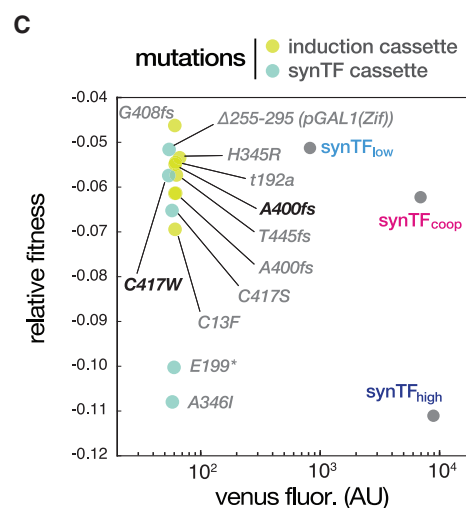 C
mutations
induction cassette
synTF cassette
-0.04
-0.05
-0.06
-0.07
-0.08
-0.09
-0.10
-0.11
-0.12
relative fitness
G408fs
Δ255-295 (pGAL1(Zif))
H345R
t192a
A400fs
T445fs
A400fs
C417W
C417S
C13F
E199*
A346I
synTFlow
synTFcoop
synTFhigh
10² 10³ 10⁴
venus fluor. (AU)